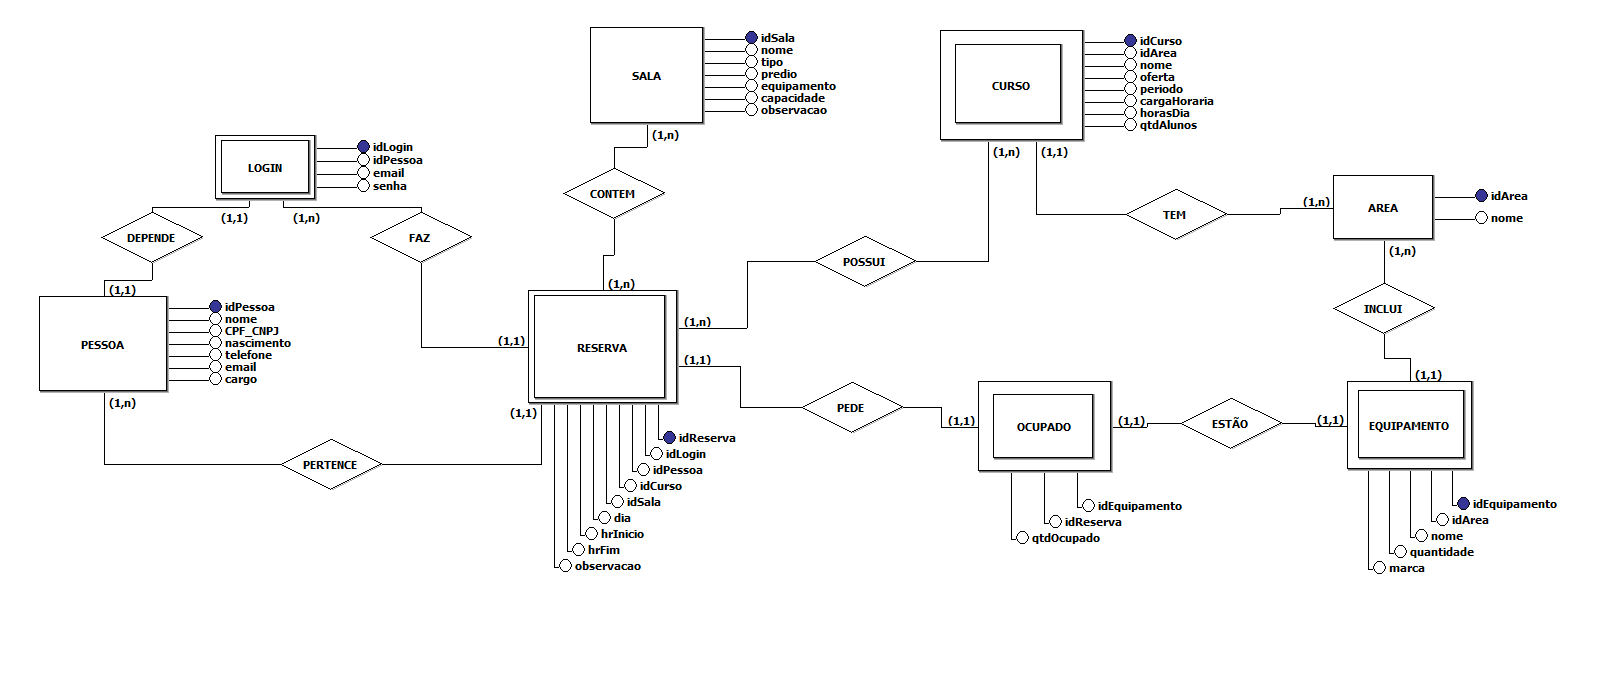 SALA
idSala
nome
tipo
predio
equipamento
capacidade
observacao
(1,n)
CURSO
idCurso
idArea
nome
oferta
periodo
cargaHoraria
horasDia
qtdAlunos
(1,n)
(1,1)
LOGIN
idLogin
idPessoa
email
senha
(1,1)
(1,n)
CONTEM
DEPENDE
FAZ
TEM
(1,n)
AREA
idArea
nome
(1,n)
POSSUI
(1,1)
PESSOA
idPessoa
nome
CPF_CNPJ
nascimento
telefone
email
cargo
(1,n)
(1,n)
RESERVA
(1,1)
(1,n)
(1,1)
(1,1)
INCLUI
(1,1)
PEDE
(1,1)
OCUPADO
(1,1)
ESTÃO
(1,1)
EQUIPAMENTO
PERTENCE
idReserva
idLogin
idPessoa
idCurso
idSala
dia
hrInicio
hrFim
observacao
idEquipamento
idReserva
qtdOcupado
idEquipamento
idArea
nome
quantidade
marca